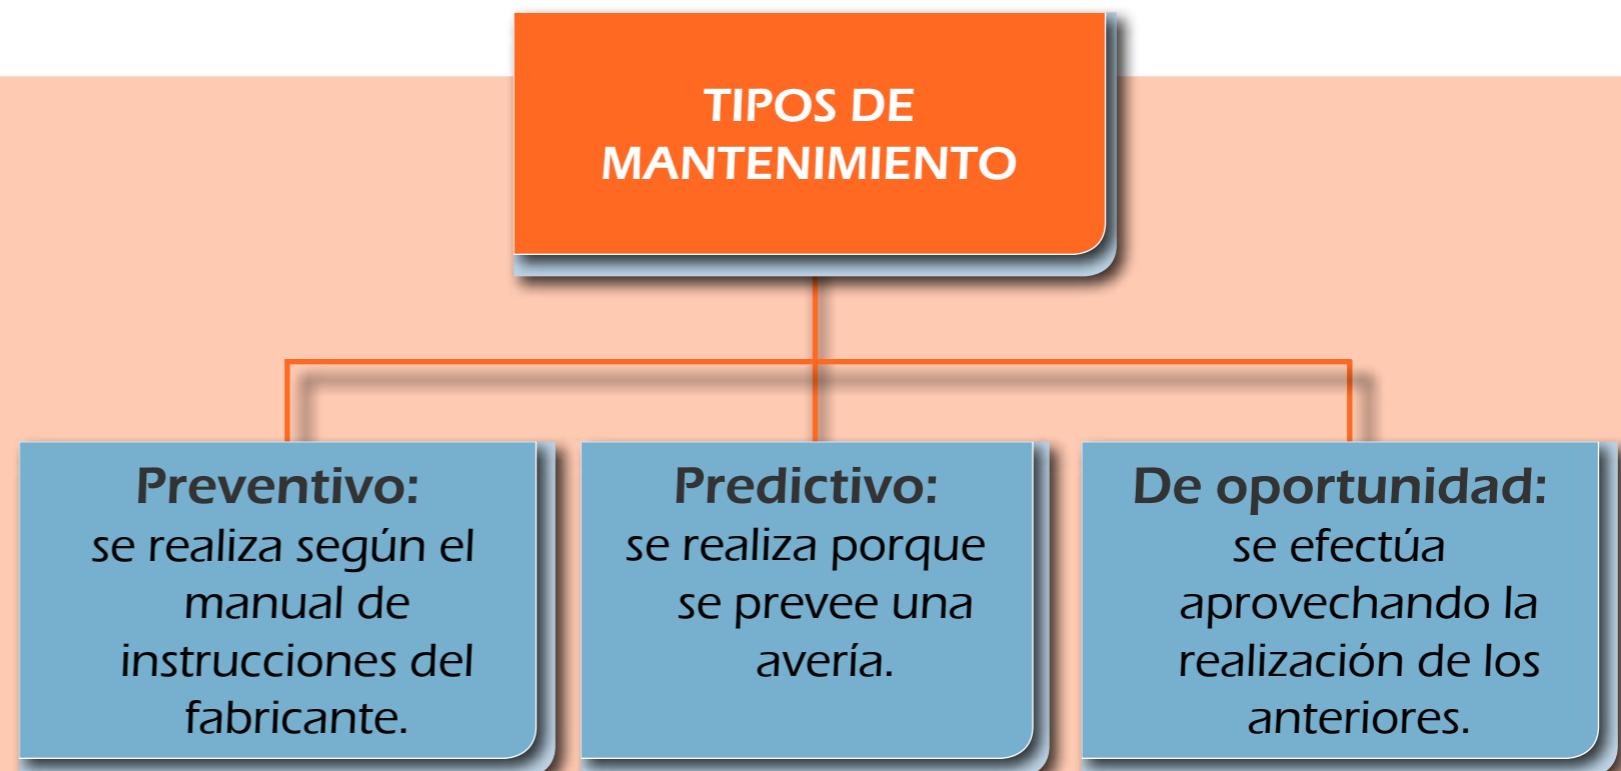 TIPOS DE
MANTENIMIENTO
Preventivo:
se realiza según el
manual de
instrucciones del
fabricante.
Predictivo:
se realiza porque
se prevee una
avería.
De oportunidad:
se efectúa
aprovechando la
realización de los
anteriores.